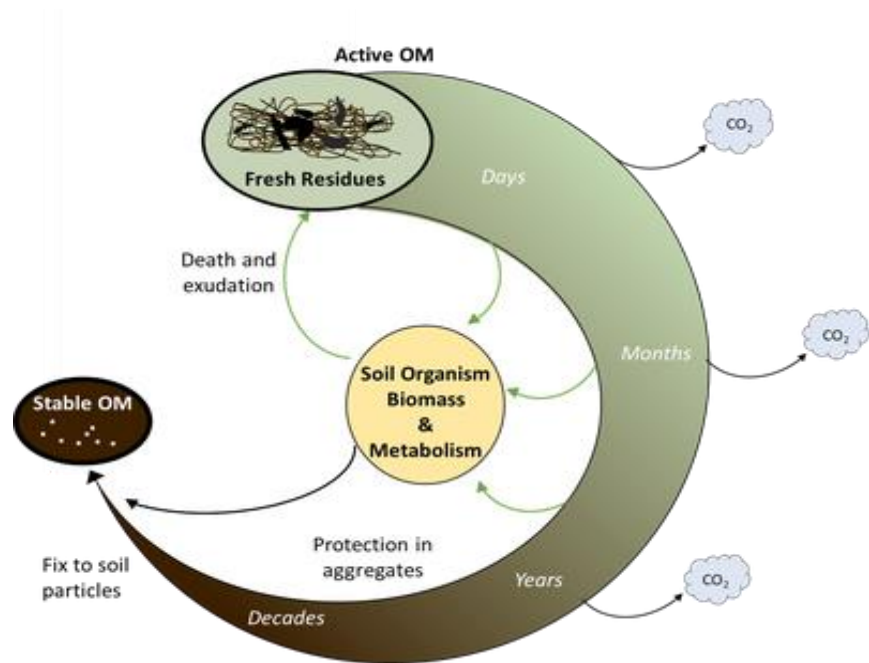 Active OM
Fresh Residues
Days
CO2
Death and
exudation
CO2
Months
Soil Organism
Biomass
&
Metabolism
Stable OM
Protection in
aggregates
Fix to soil
particles
Years
CO2
Decades